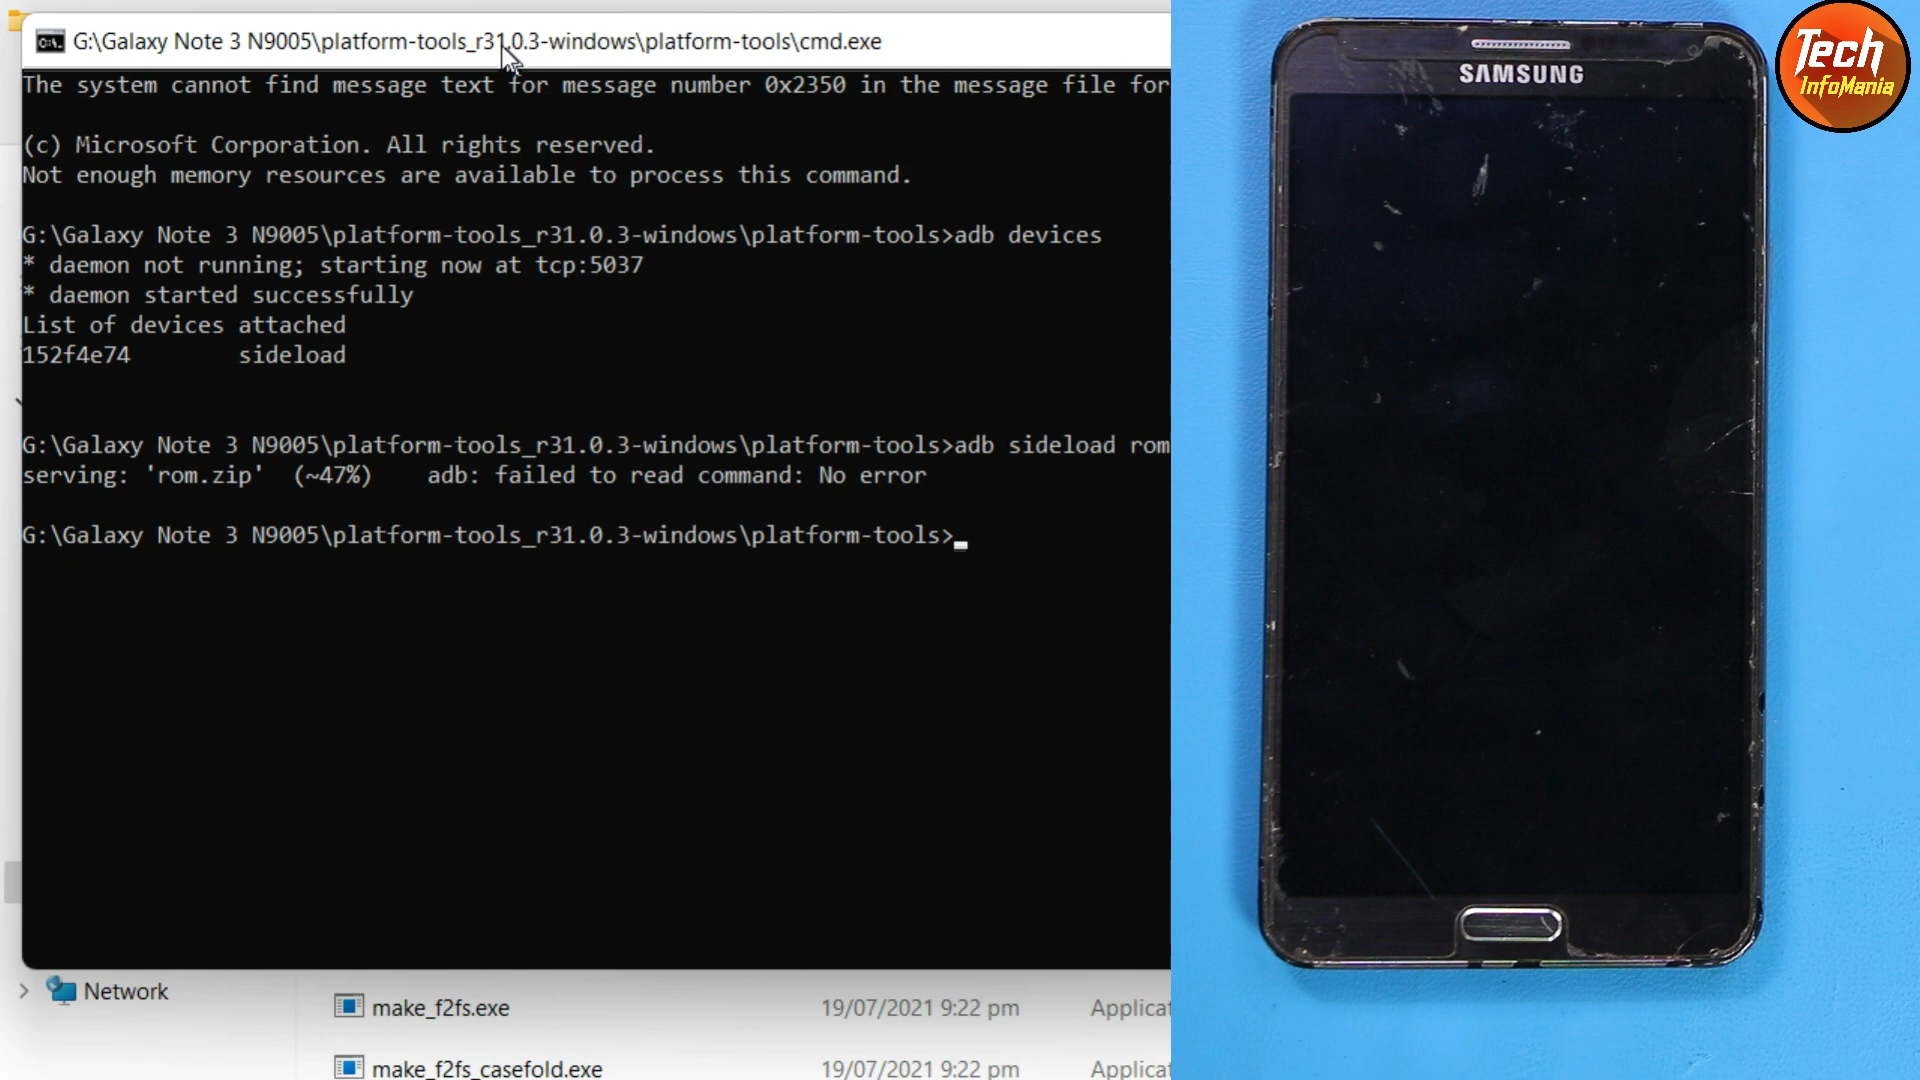 G:\Galaxy Note 3 N9005\platform-tools_r31.0.3-windows\platform-tools\cmd.exe
The system cannot find message text for message number 0x2350 in the message file for
(c) Microsoft Corporation. All rights reserved.
Not enough memory resources are available to process this command.
G:\Galaxy Note 3 N9005\platform-tools_r31.0.3-windows\platform-tools>adb devices
* daemon not running; starting now at tcp:5037
* daemon started successfully
List of devices attached
152f4e74 sideload
G:\Galaxy Note 3 N9005\platform-tools_r31.0.3-windows\platform-tools>adb sideload rom
serving: 'rom.zip' (~47%) adb: failed to read command: No error
G:\Galaxy Note 3 N9005\platform-tools_r31.0.3-windows\platform-tools>
Network
make_f2fs.exe 19/07/2021 9:22 pm Applica
make_f2fs_casefold.exe 19/07/2021 9:22 pm Applica
SAMSUNG
Tech
InfoMania